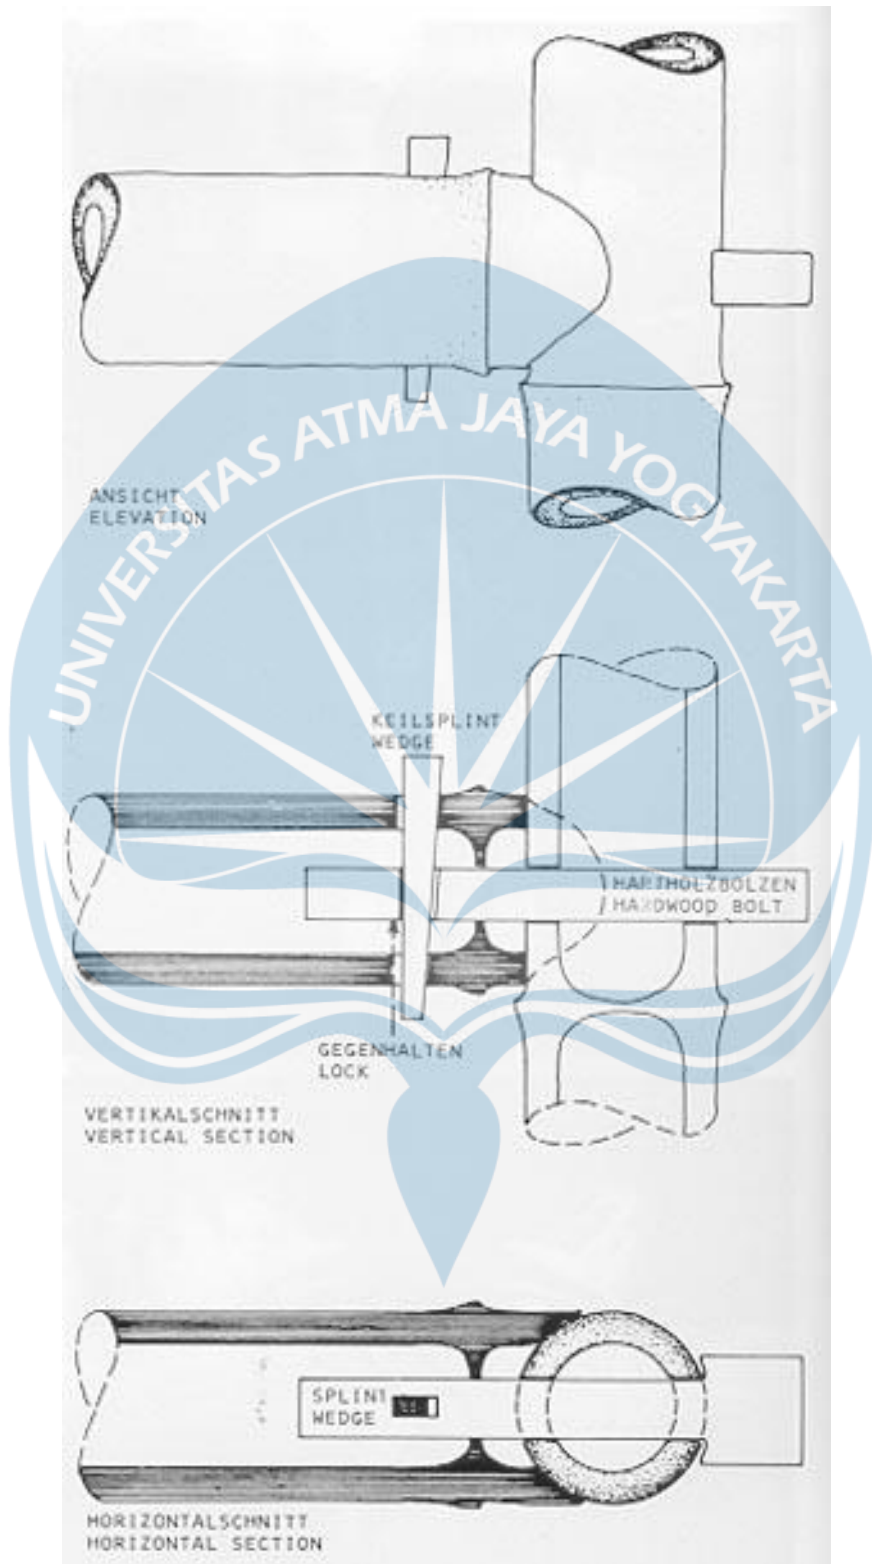 ANSICHT
ELEVATION
UNIVERSITAS ATMA JAYA YOGYAKARTA
KEILSPLINT
WEDGE
HARTHOLZBOLZEN
HARDWOOD BOLT
GEGENHALTEN
LOCK
VERTIKALSCHNITT
VERTICAL SECTION
SPLINT
WEDGE
HORIZONTALSCHNITT
HORIZONTAL SECTION